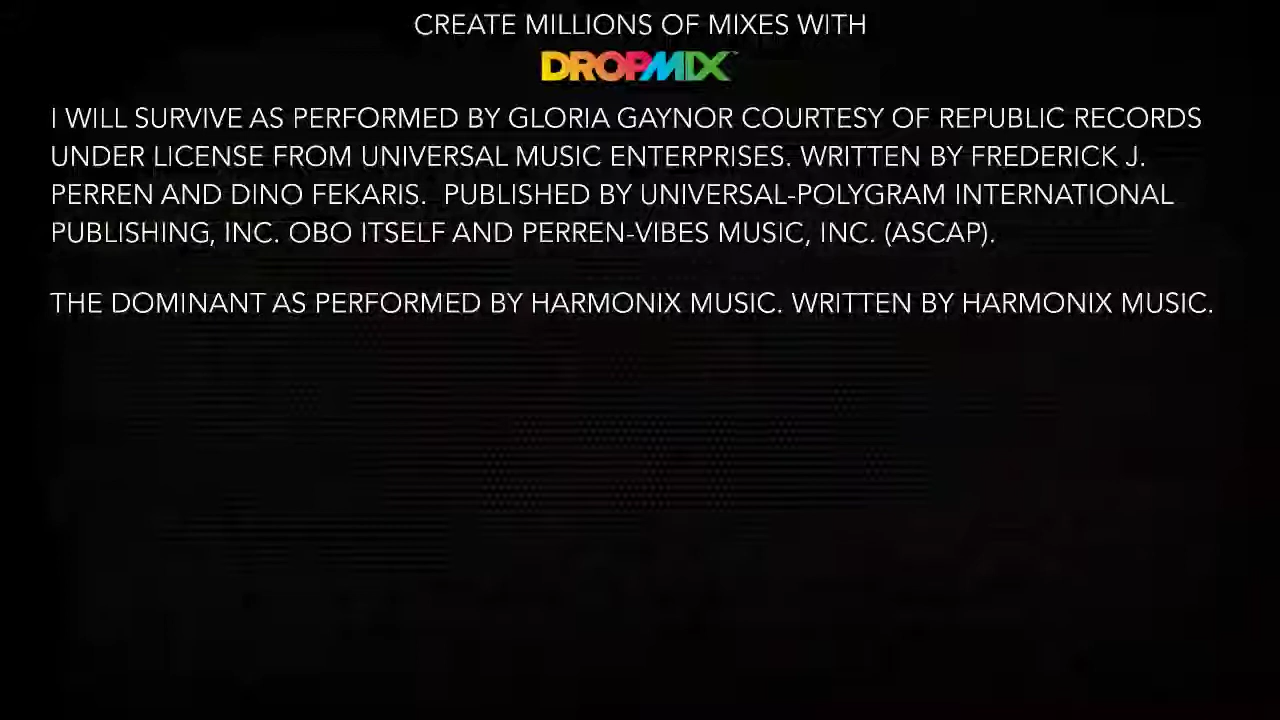 CREATE MILLIONS OF MIXES WITH
DROPMIX™
I WILL SURVIVE AS PERFORMED BY GLORIA GAYNOR COURTESY OF REPUBLIC RECORDS
UNDER LICENSE FROM UNIVERSAL MUSIC ENTERPRISES. WRITTEN BY FREDERICK J.
PERREN AND DINO FEKARIS.  PUBLISHED BY UNIVERSAL-POLYGRAM INTERNATIONAL
PUBLISHING, INC. OBO ITSELF AND PERREN-VIBES MUSIC, INC. (ASCAP).
THE DOMINANT AS PERFORMED BY HARMONIX MUSIC. WRITTEN BY HARMONIX MUSIC.